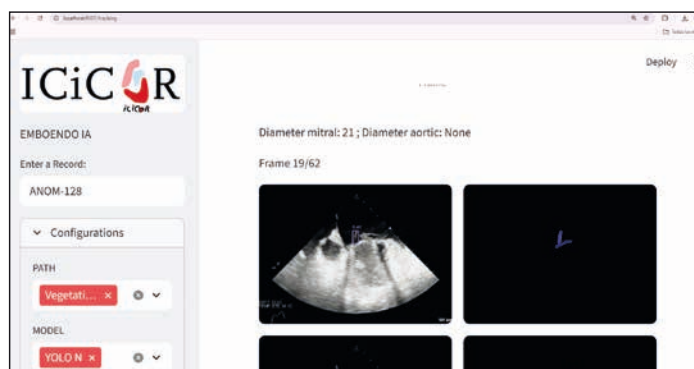 ICiCOR
iCiCOR
EMBOENDO IA
Enter a Record:
ANOM-128
Configurations
PATH
Vegetati... ×
MODEL
YOLO N ×
Deploy
Diameter mitral: 21 ; Diameter aortic: None
Frame 19/62